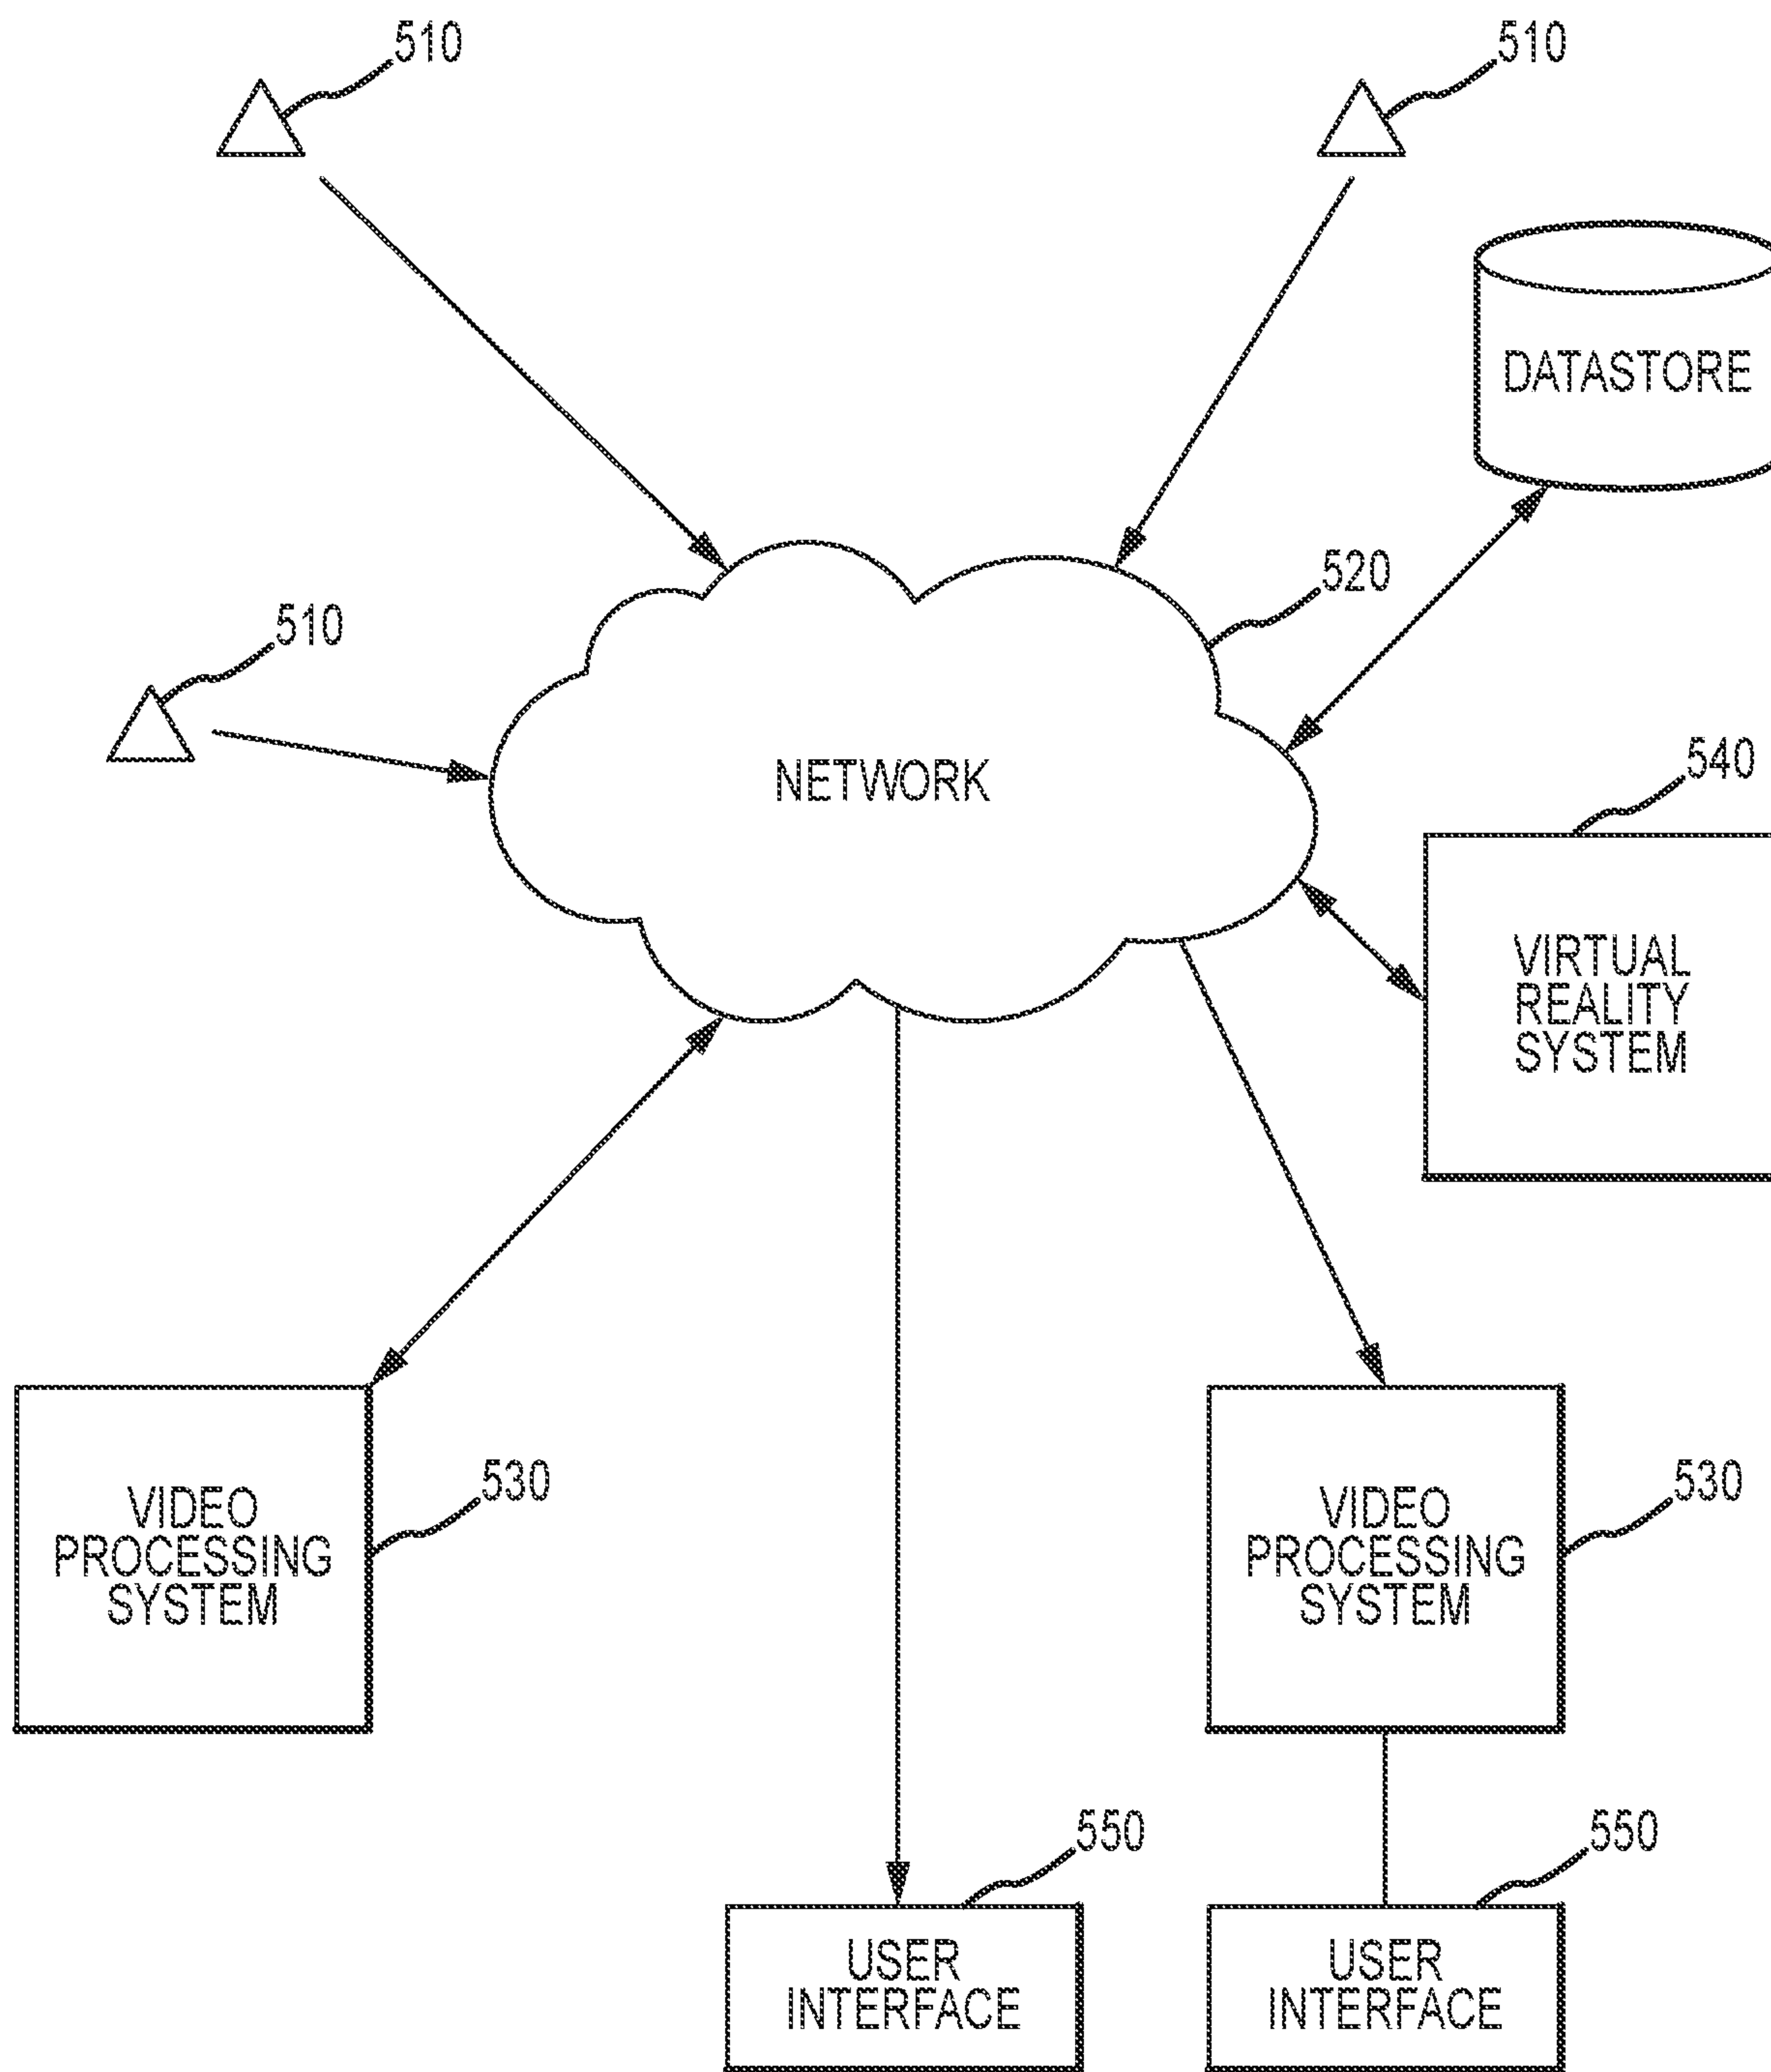 510
510
DATASTORE
520
510
NETWORK
540
VIRTUAL
REALITY
SYSTEM
530
VIDEO
PROCESSING
SYSTEM
530
VIDEO
PROCESSING
SYSTEM
550
USER
INTERFACE
550
USER
INTERFACE